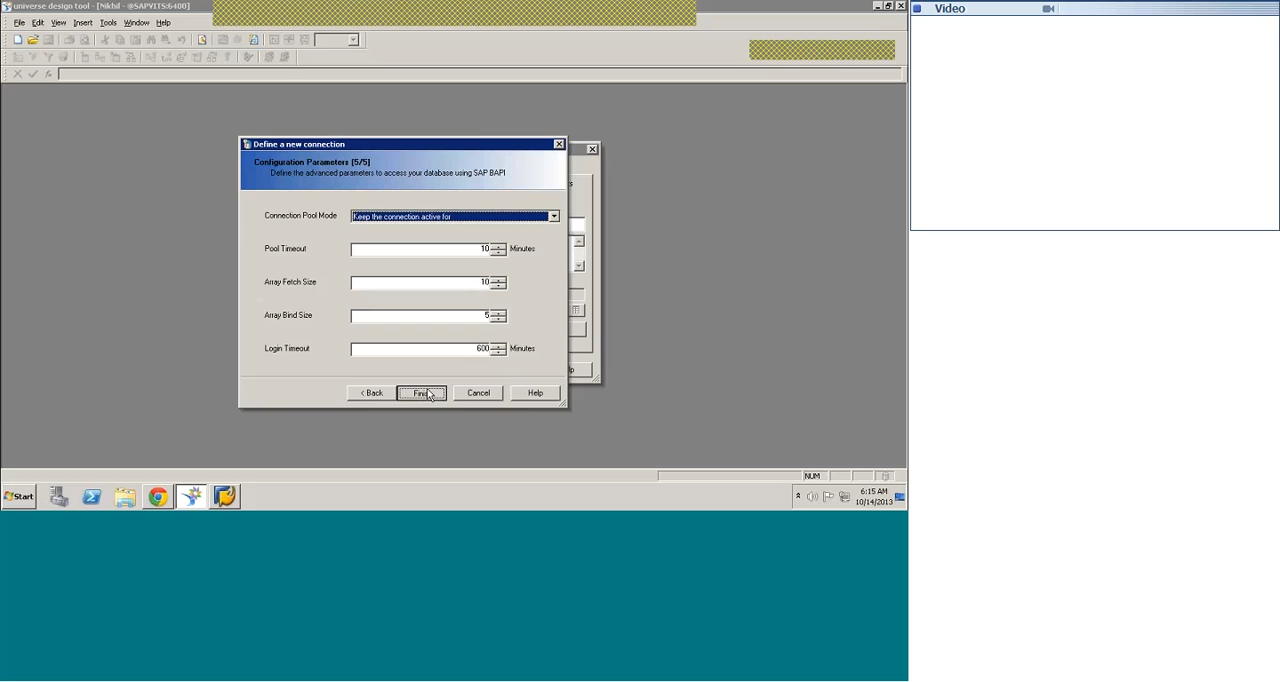 universe design tool - [Nikhil - @SAPVITS:6400]
Video
File Edit View Insert Tools Window Help
Define a new connection
Configuration Parameters [5/5]
Define the advanced parameters to access your database using SAP BAPI
Connection Pool Mode
Keep the connection active for
Pool Timeout
10
Minutes
Array Fetch Size
10
Array Bind Size
5
Login Timeout
600
Minutes
< Back
Cancel
Help
NUM
Start
6:15 AM
10/14/2013